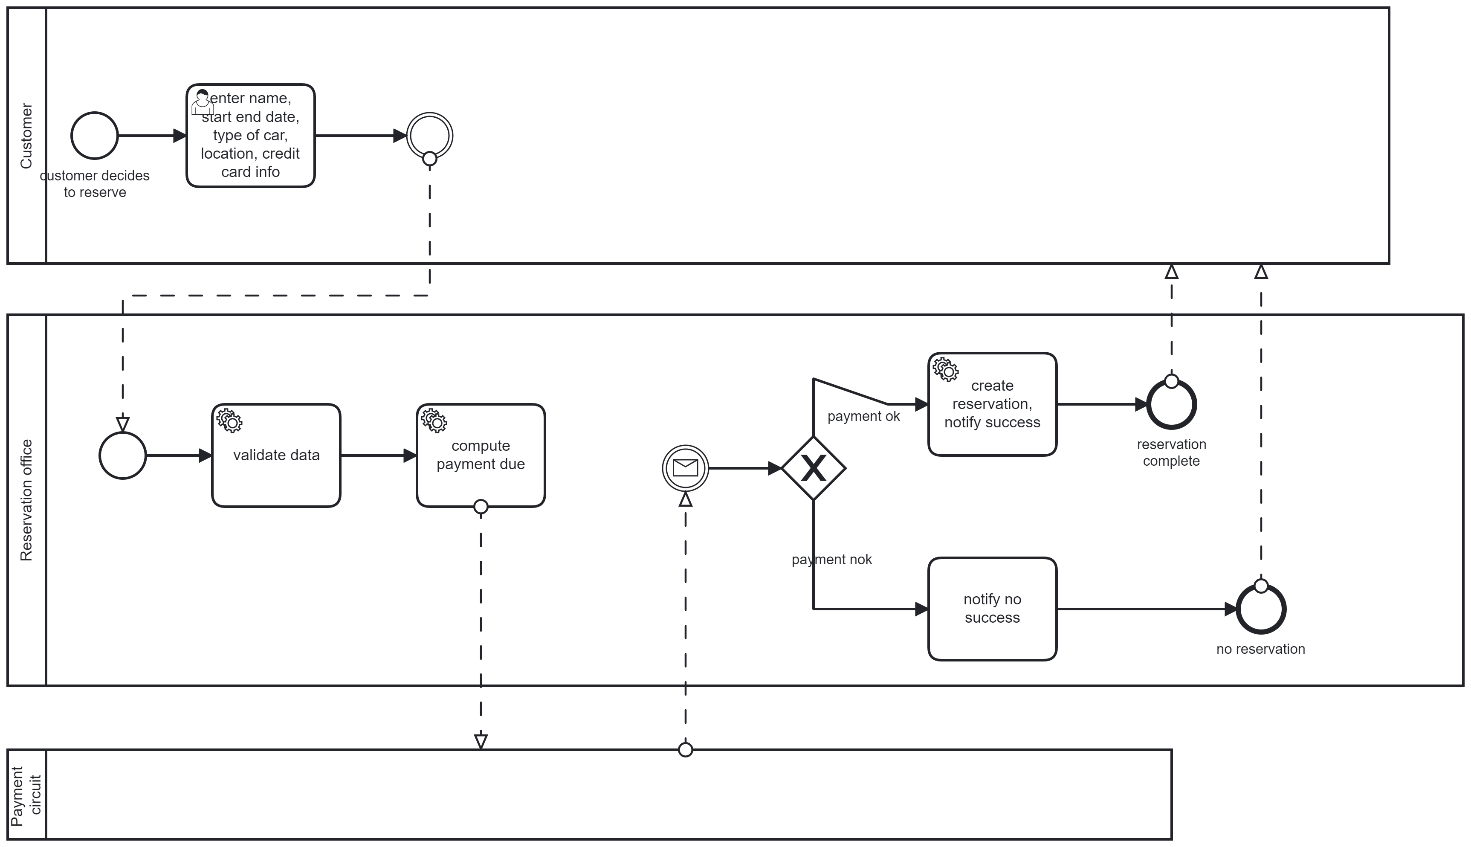 Customer
enter name,
start end date,
type of car,
location, credit
card info
customer decides
to reserve
Reservation office
validate data
compute
payment due
payment ok
create
reservation,
notify success
reservation
complete
payment nok
notify no
success
no reservation
Payment
circuit